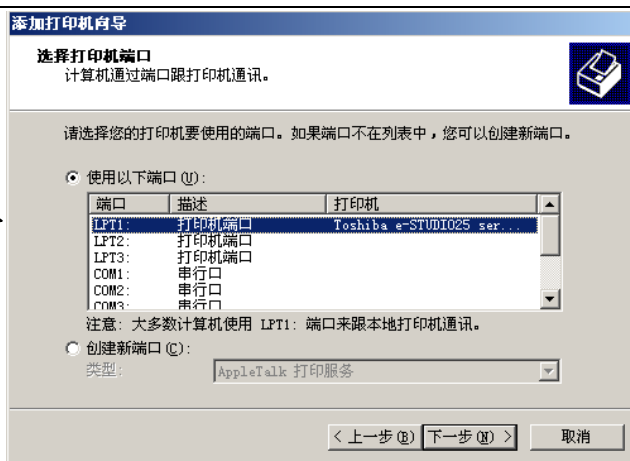 添加打印机向导
选择打印机端口
计算机通过端口跟打印机通讯。
请选择您的打印机要使用的端口。如果端口不在列表中，您可以创建新端口。
使用以下端口(U):
端口 描述 打印机
LPT1: 打印机端口 Toshiba e-STUDIO25 ser...
LPT2: 打印机端口
LPT3: 打印机端口
COM1: 串行口
COM2: 串行口
COM3: 串行口
注意: 大多数计算机使用 LPT1: 端口来跟本地打印机通讯。
创建新端口(C):
类型: AppleTalk 打印服务
< 上一步(B) 下一步(N) > 取消